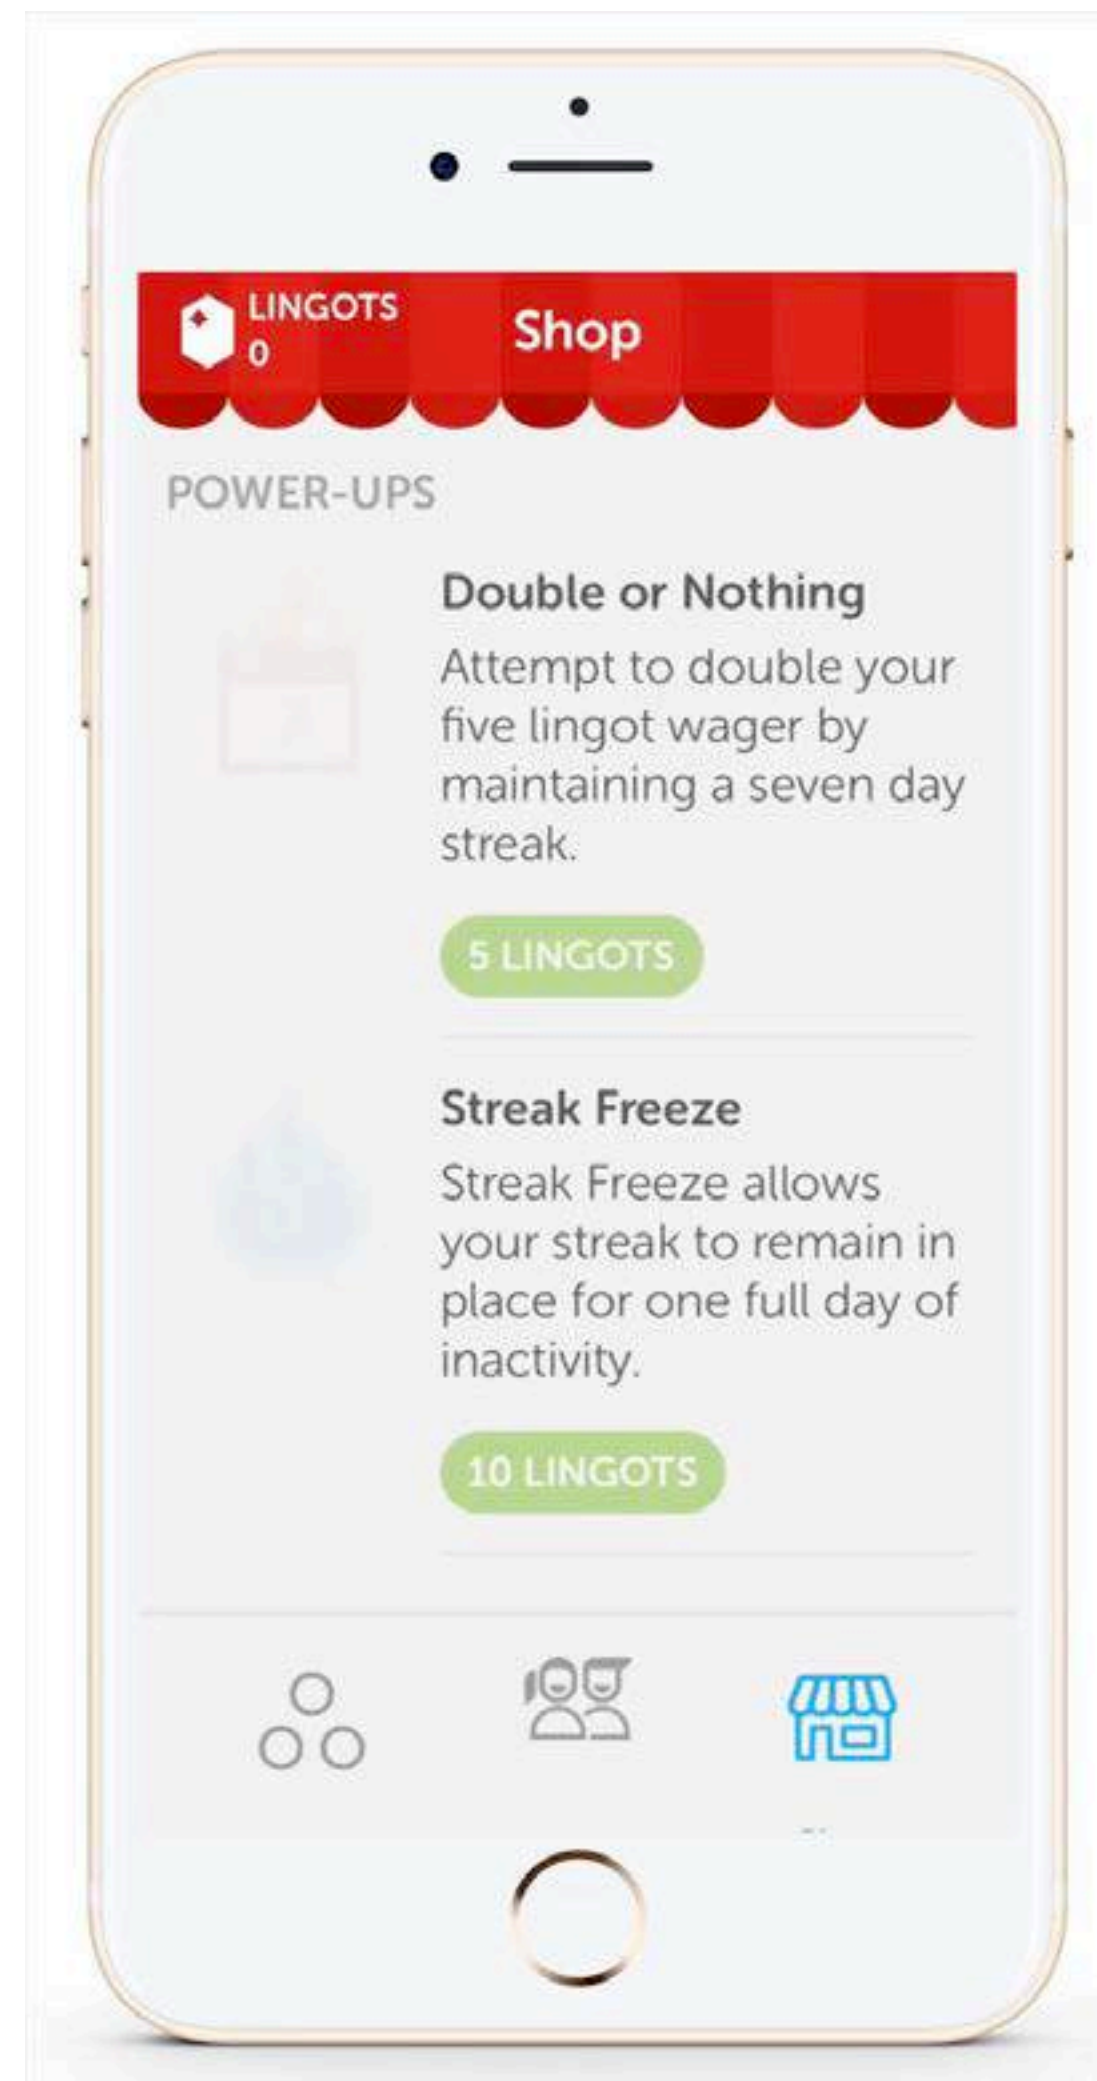 LINGOTS
0
Shop
POWER-UPS
Double or Nothing
Attempt to double your
five lingot wager by
maintaining a seven day
streak.
5 LINGOTS
Streak Freeze
Streak Freeze allows
your streak to remain in
place for one full day of
inactivity.
10 LINGOTS